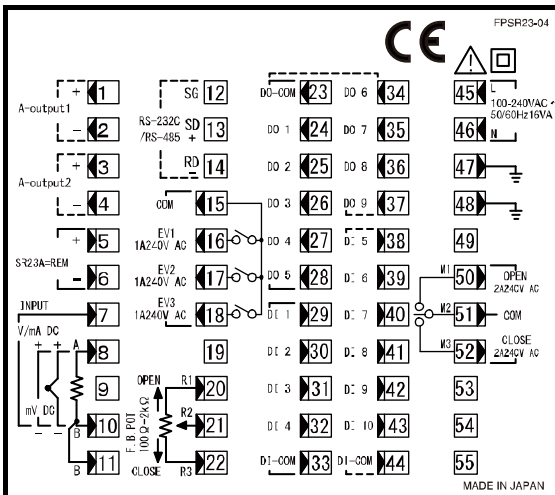 FPSR23-04
CE
A-output1
+
-
1
2
A-output2
+
-
3
4
SR23A=REM
+
-
5
6
INPUT
V/mA DC
+ + A
mV DC
- - B
B
7
8
9
10
11
SG 12
RS-232C
/RS-485
SD
+
13
RD
-
14
COM 15
EV1
1A240V AC
16
EV2
1A240V AC
17
EV3
1A240V AC
18
19
OPEN
F.B.POT
100Ω-2kΩ
CLOSE
R1 20
R2 21
R3 22
DO-COM 23
DO 1 24
DO 2 25
DO 3 26
DO 4 27
DO 5 28
DI 1 29
DI 2 30
DI 3 31
DI 4 32
DI-COM 33
DO 6 34
DO 7 35
DO 8 36
DO 9 37
DI 5 38
DI 6 39
DI 7 40
DI 8 41
DI 9 42
DI 10 43
DI-COM 44
45 L
100-240VAC
50/60Hz16VA
46 N
47
48
49
M1 50 OPEN
2A240V AC
M2 51 COM
M3 52 CLOSE
2A240V AC
53
54
55
MADE IN JAPAN